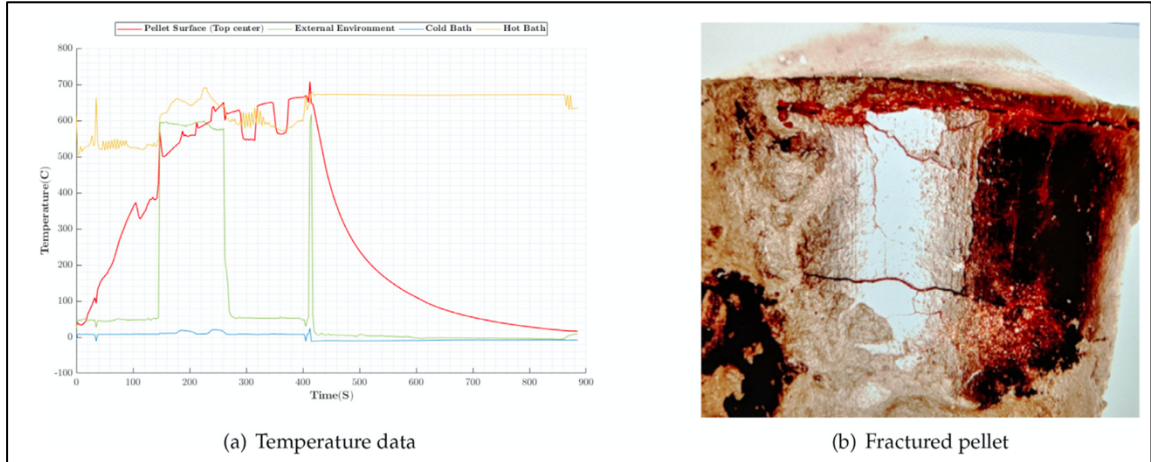 Pellet Surface (Top center) External Environment Cold Bath Hot Bath
800
700
600
500
400
300
200
100
0
-100
Temperature(C)
0 100 200 300 400 500 600 700 800 900
Time(S)
(a) Temperature data
(b) Fractured pellet